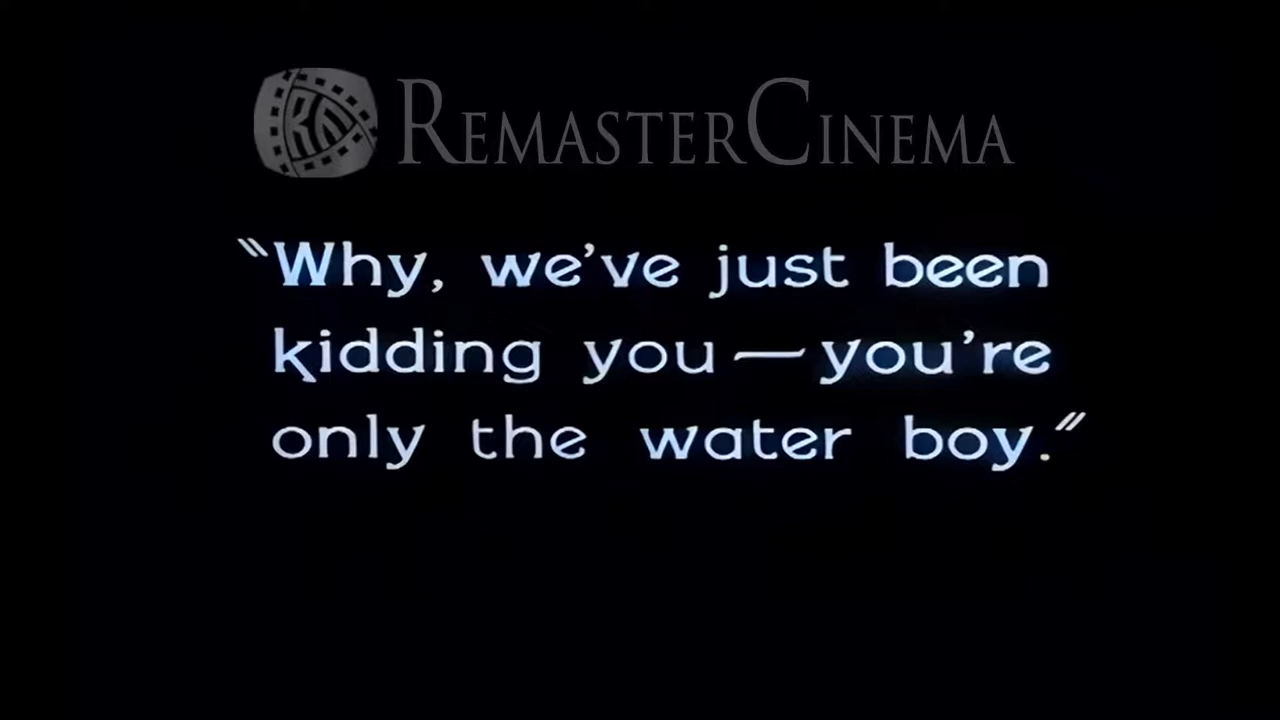 REMASTERCINEMA
"Why, we've just been
kidding you — you're
only the water boy."